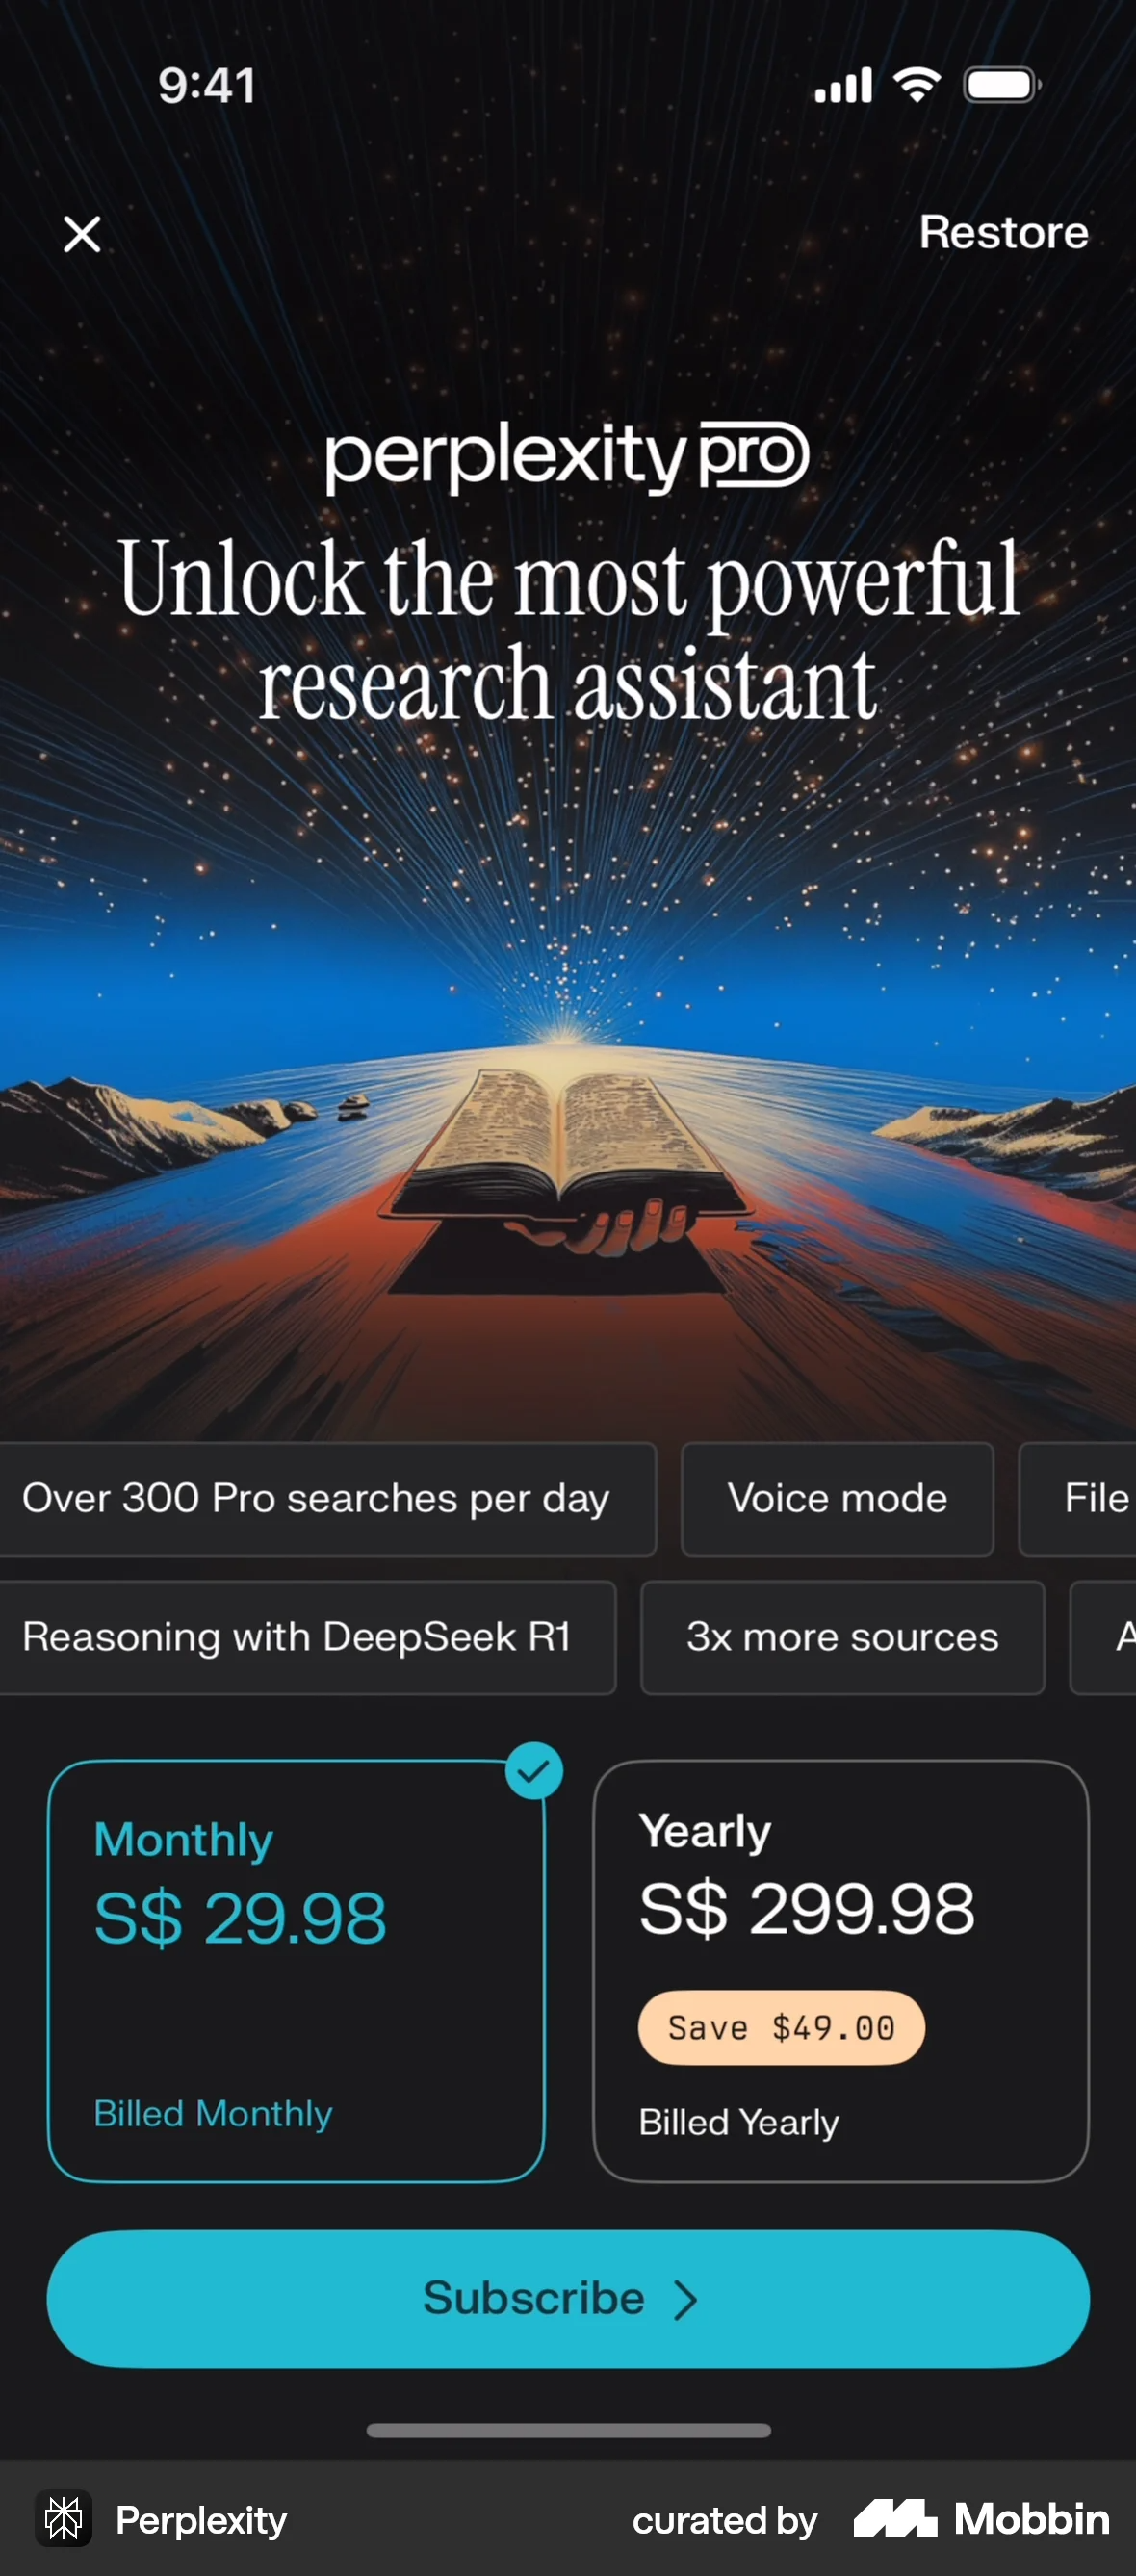 9:41
Restore
perplexity pro
Unlock the most powerful
research assistant
Over 300 Pro searches per day
Voice mode
File
Reasoning with DeepSeek R1
3x more sources
A
Monthly
S$ 29.98
Billed Monthly
Yearly
S$ 299.98
Save $49.00
Billed Yearly
Subscribe
Perplexity
curated by Mobbin